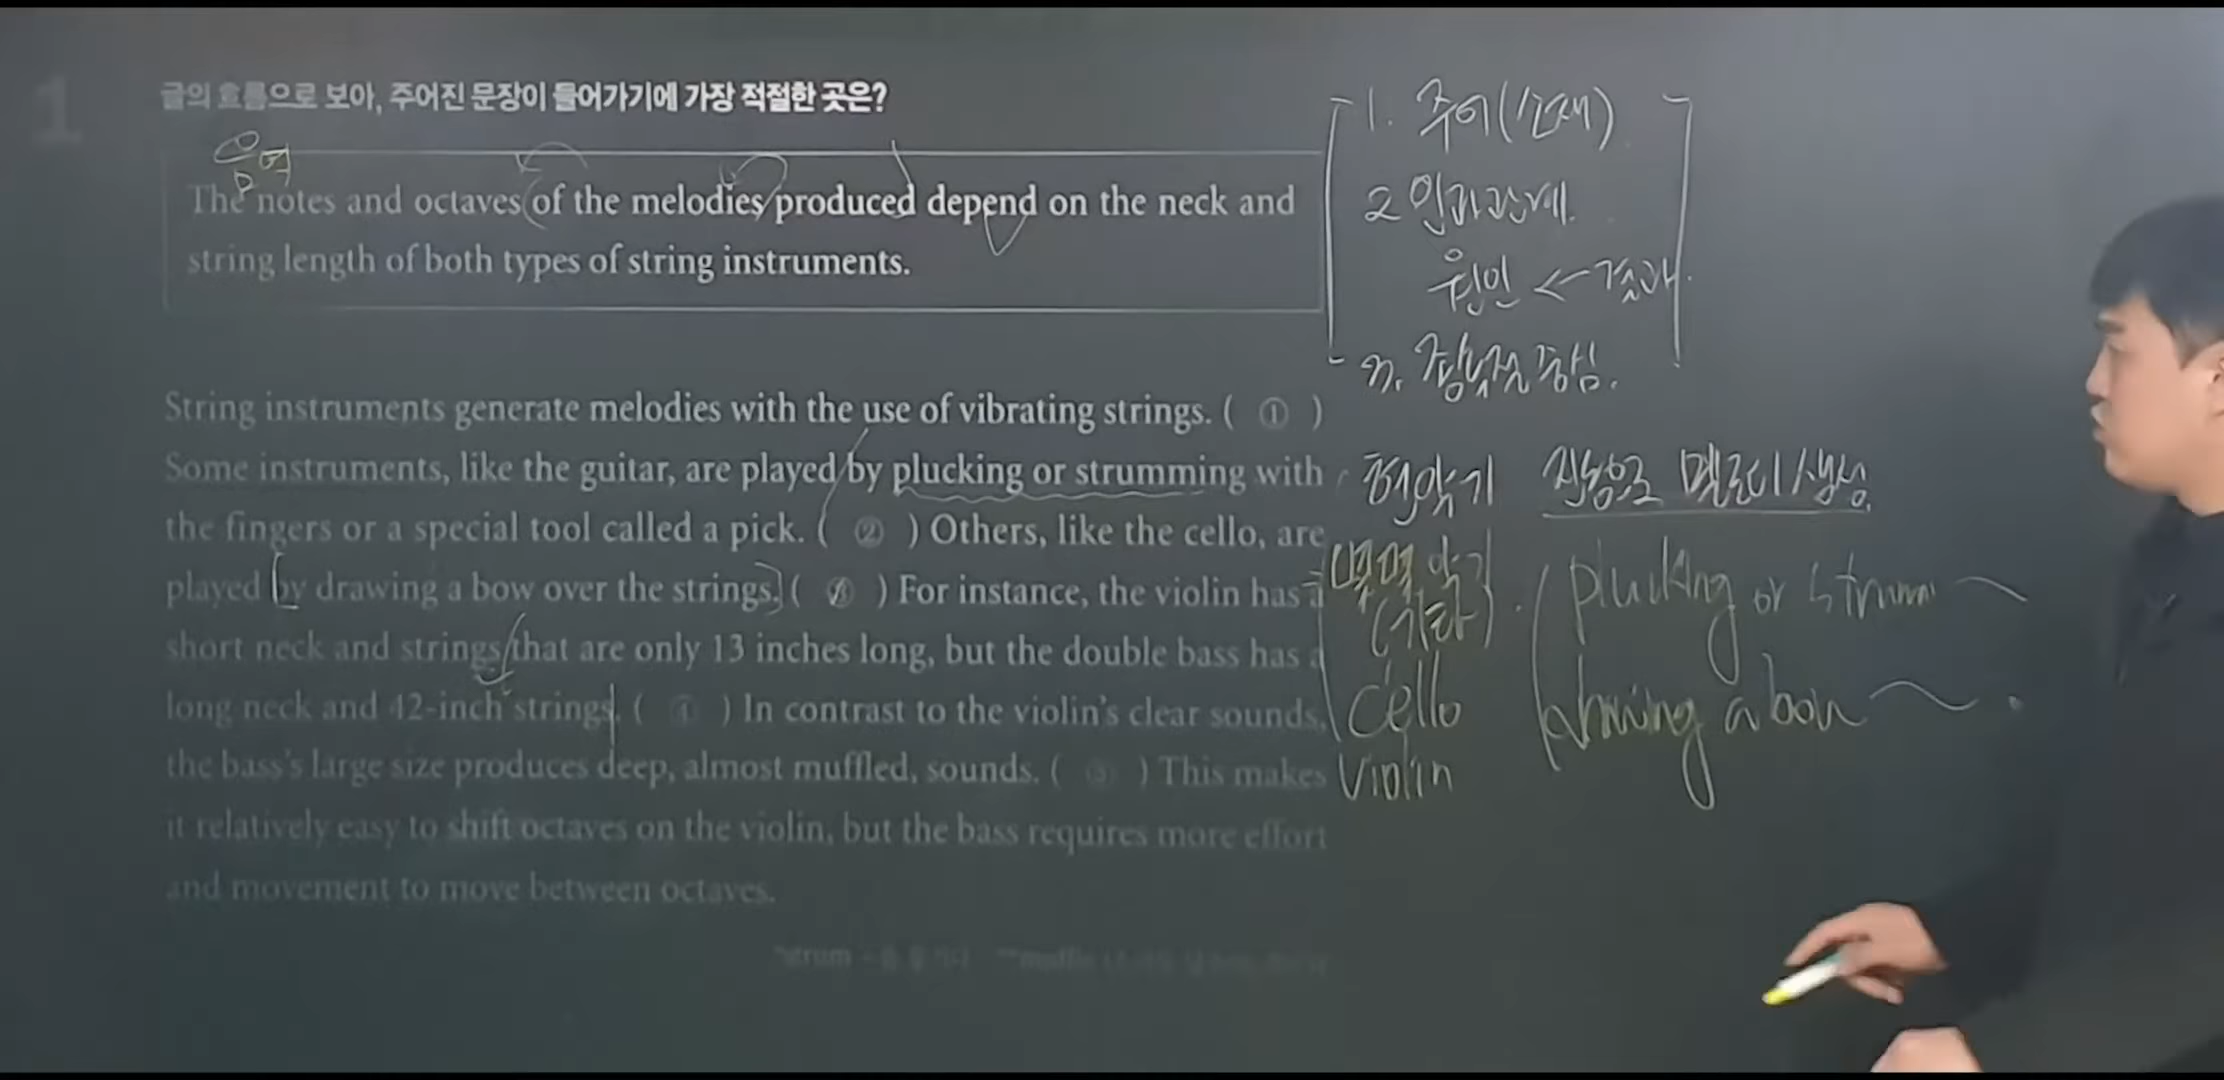 1
글의 흐름으로 보아, 주어진 문장이 들어가기에 가장 적절한 곳은?
음역
The notes and octaves of the melodies produced depend on the neck and
string length of both types of string instruments.
String instruments generate melodies with the use of vibrating strings. ( ① )
Some instruments, like the guitar, are played by plucking or strumming with
the fingers or a special tool called a pick. ( ② ) Others, like the cello, are
played by drawing a bow over the strings. ( ③ ) For instance, the violin has a
short neck and strings that are only 13 inches long, but the double bass has a
long neck and 42-inch strings. ( ④ ) In contrast to the violin's clear sounds,
the bass's large size produces deep, almost muffled, sounds. ( ⑤ ) This makes
it relatively easy to shift octaves on the violin, but the bass requires more effort
and movement to move between octaves.
*strum **muffle
1. 주어
2 인과관계.
원인 ← 결과.
3. 중심.
현악기 진동으로 멜로디 생성.
악기
(기타).
plucking or strum
cello
a bow
Violin